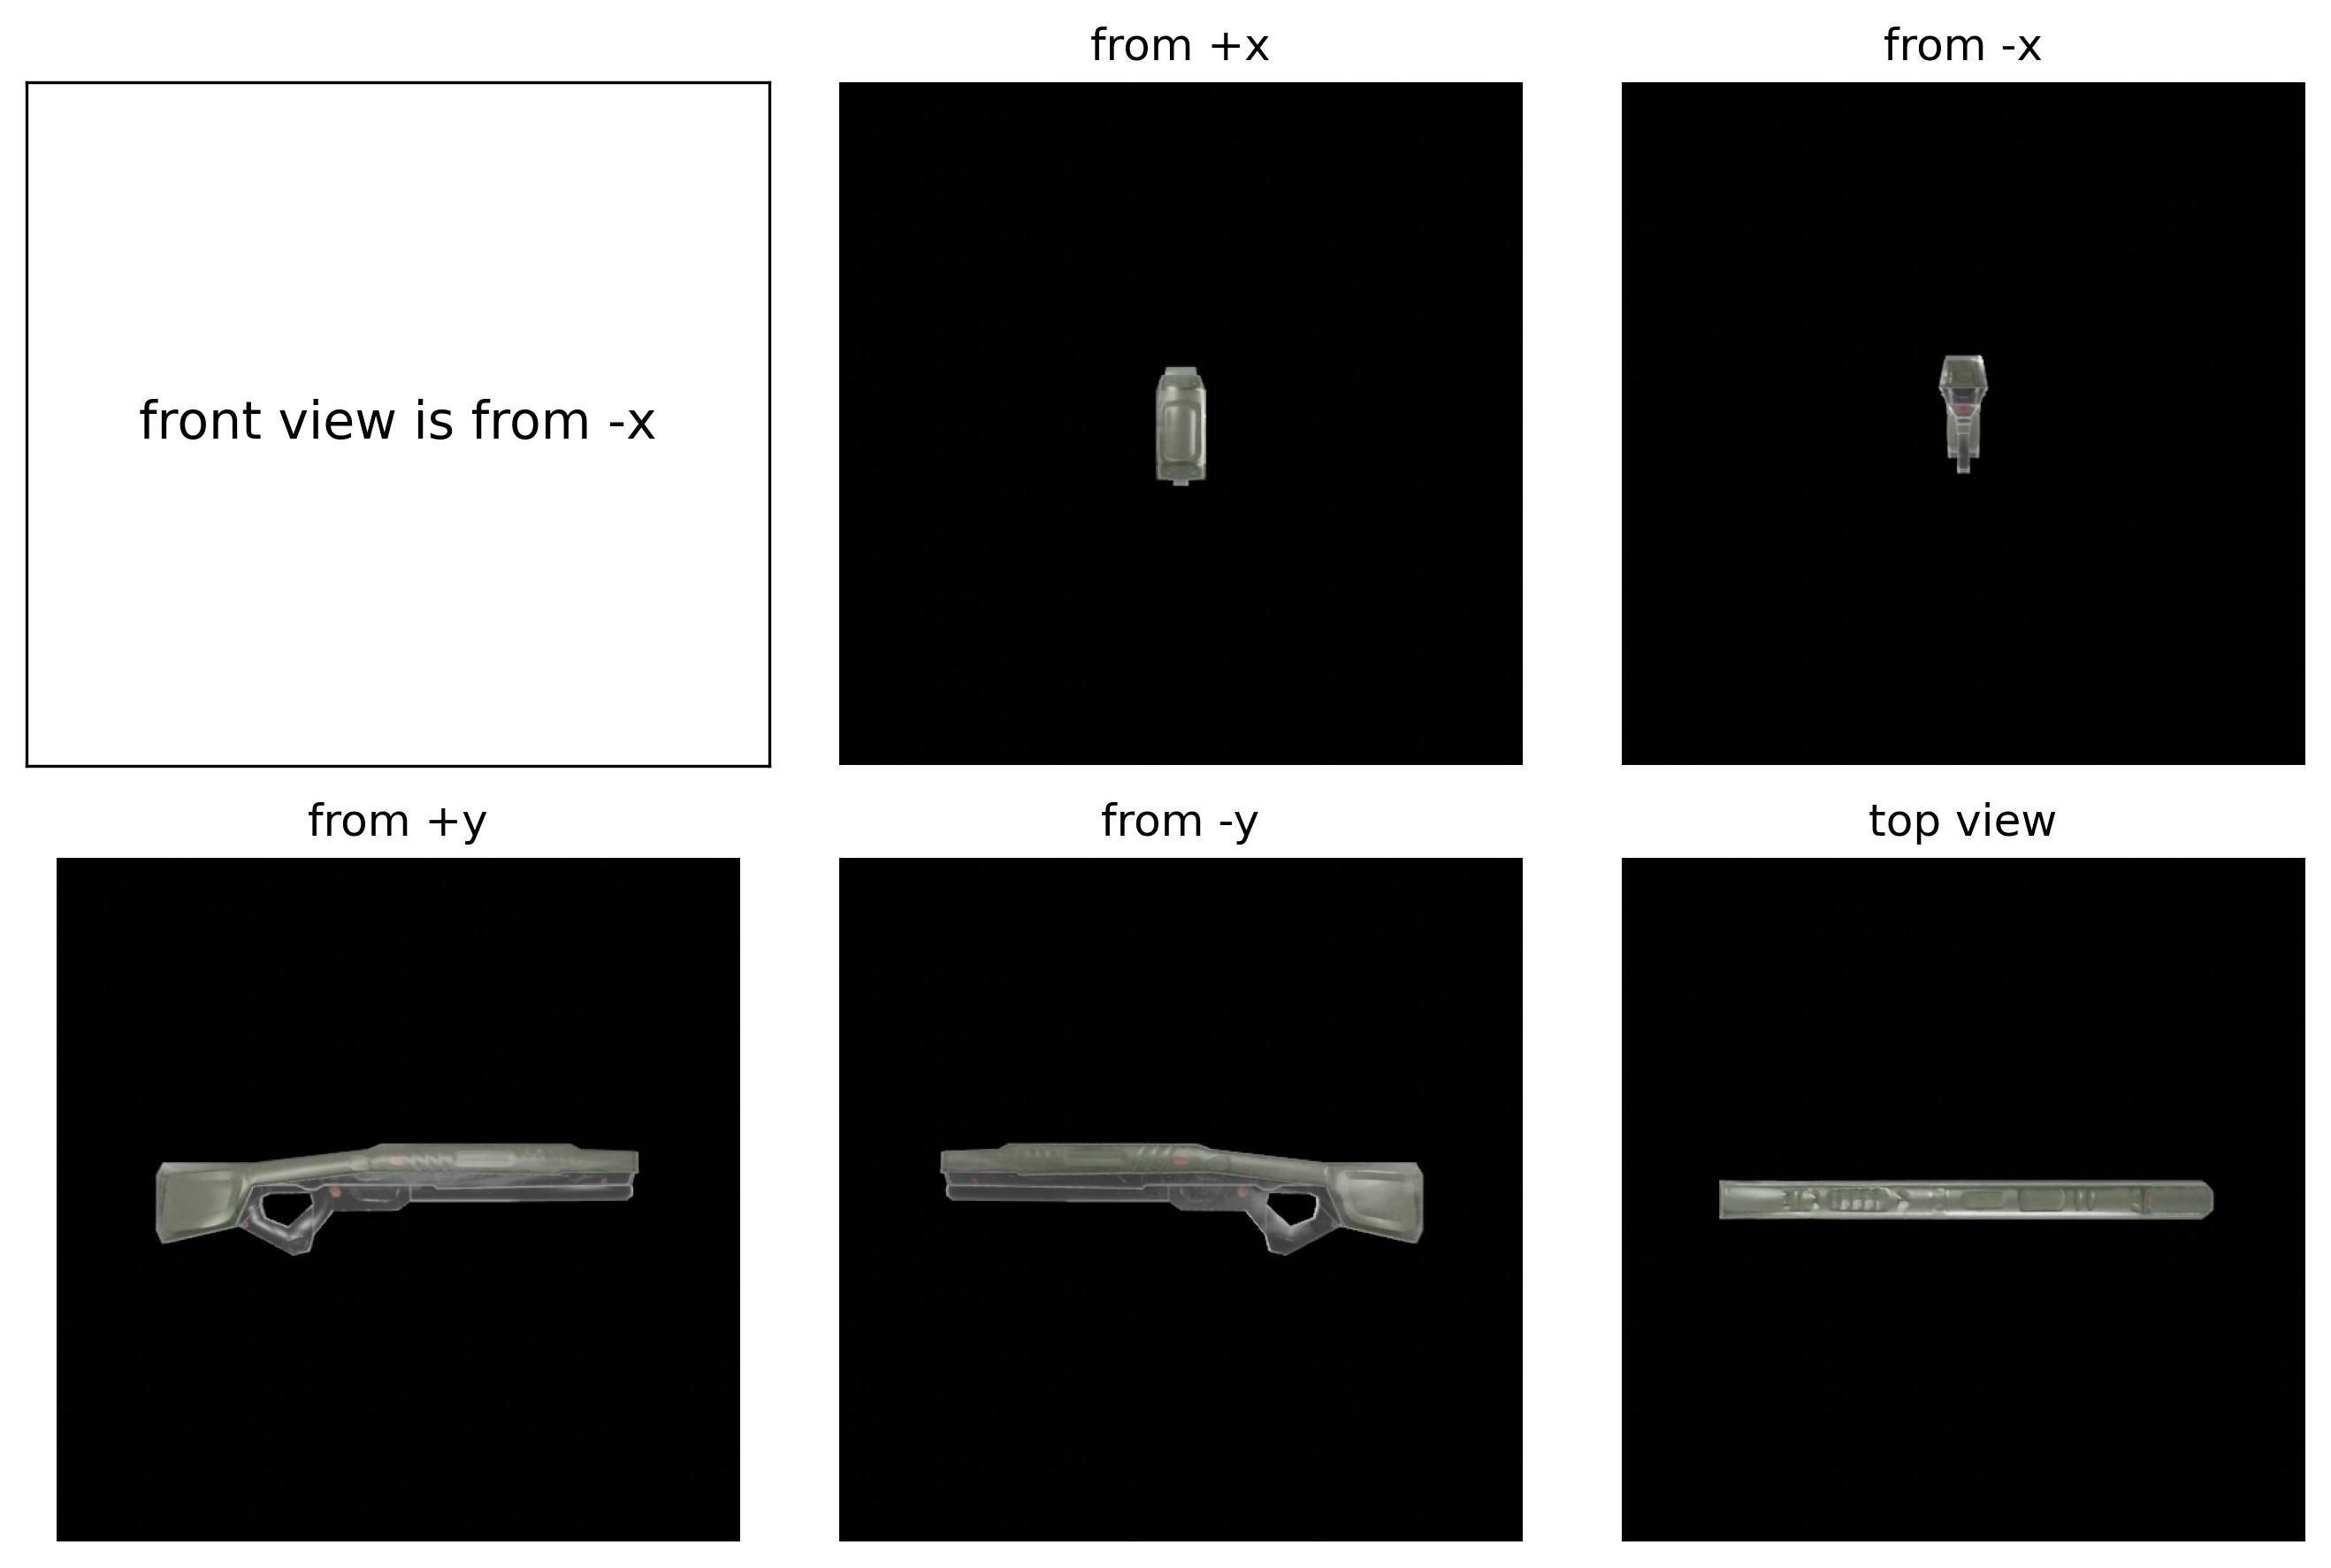 from +x
from -x
front view is from -x
from +y
from -y
top view